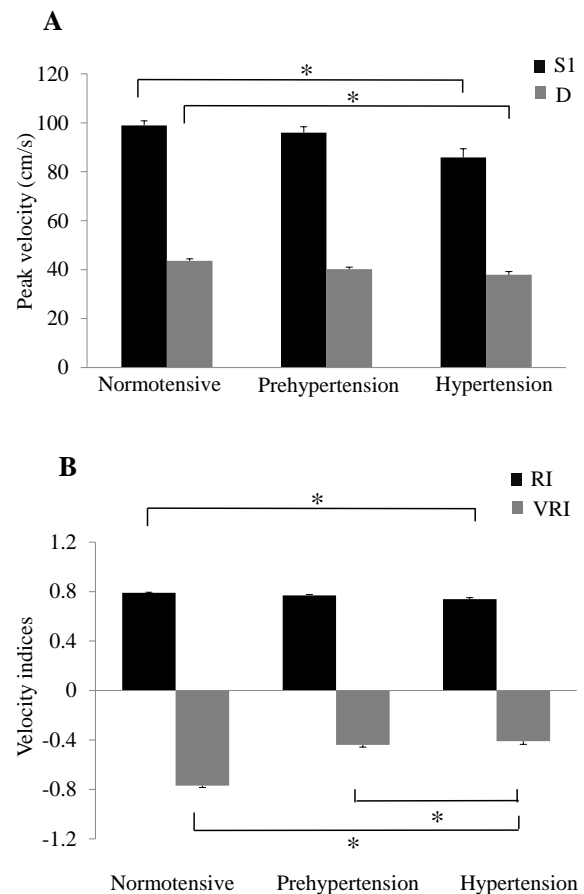 A
S1
D
*
*
120
100
80
60
40
20
0
Peak velocity (cm/s)
Normotensive Prehypertension Hypertension
B
RI
VRI
*
1.2
0.8
0.4
0
-0.4
-0.8
-1.2
Velocity indices
*
*
Normotensive Prehypertension Hypertension